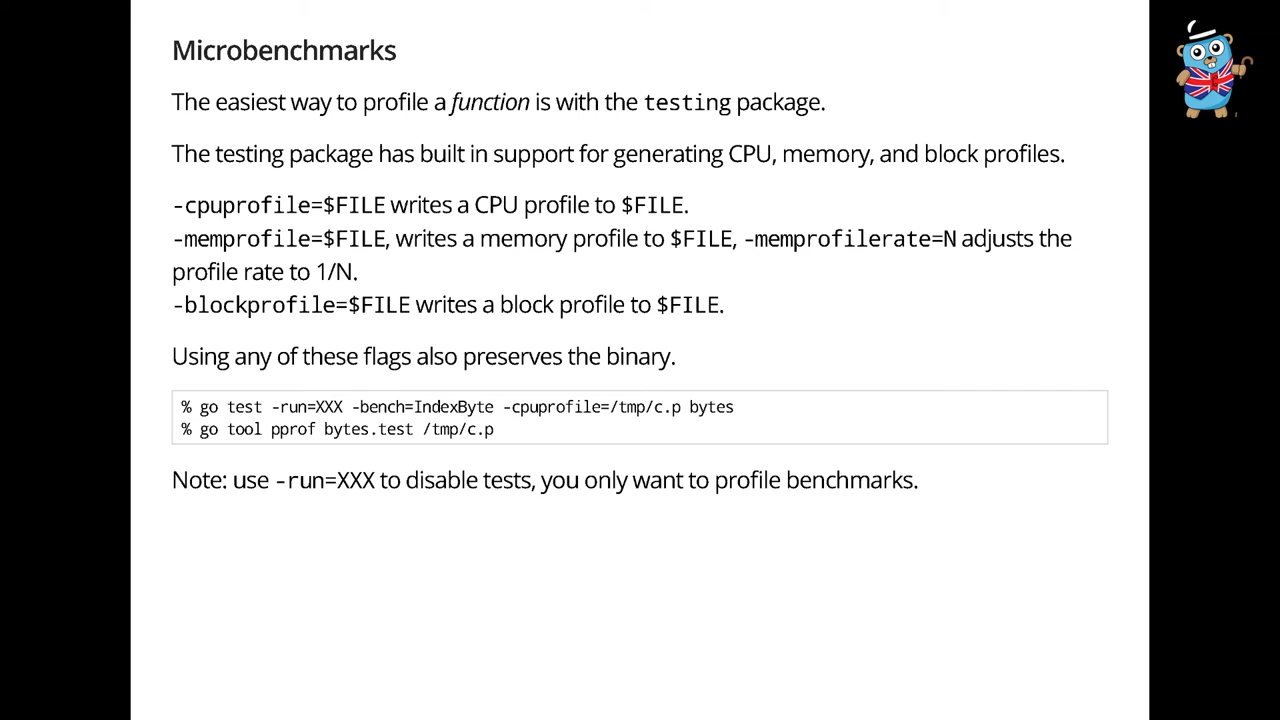 Microbenchmarks
The easiest way to profile a function is with the testing package.
The testing package has built in support for generating CPU, memory, and block profiles.
-cpuprofile=$FILE writes a CPU profile to $FILE.
-memprofile=$FILE, writes a memory profile to $FILE, -memprofilerate=N adjusts the
profile rate to 1/N.
-blockprofile=$FILE writes a block profile to $FILE.
Using any of these flags also preserves the binary.
% go test -run=XXX -bench=IndexByte -cpuprofile=/tmp/c.p bytes
% go tool pprof bytes.test /tmp/c.p
Note: use -run=XXX to disable tests, you only want to profile benchmarks.